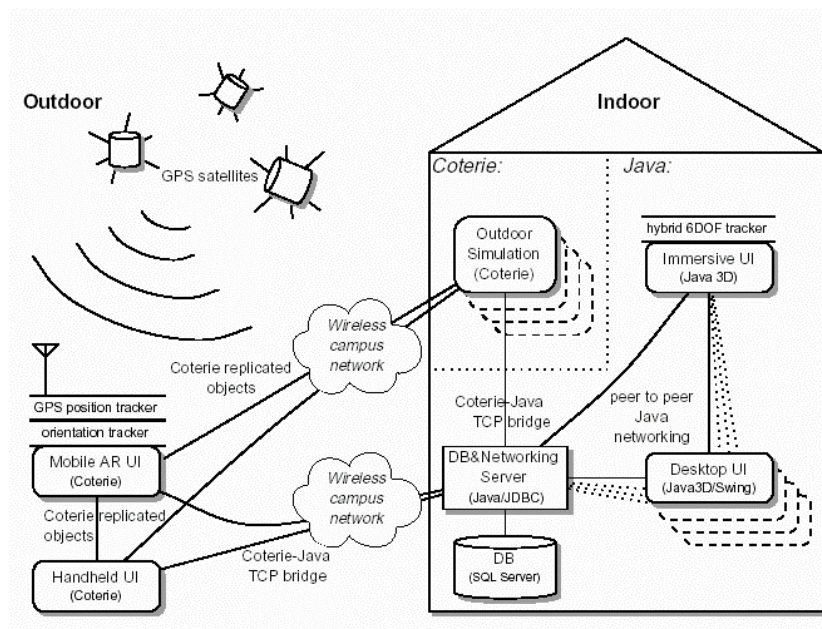 Outdoor
Indoor
GPS satellites
Coterie:
Java:
hybrid 6DOF tracker
Outdoor
Simulation
(Coterie)
Immersive UI
(Java 3D)
Wireless
campus
network
Coterie replicated
objects
GPS position tracker
orientation tracker
Mobile AR UI
(Coterie)
Coterie-Java
TCP bridge
peer to peer
Java
networking
DB&Networking
Server
(Java/JDBC)
Desktop UI
(Java3D/Swing)
Wireless
campus
network
Coterie replicated
objects
Coterie-Java
TCP bridge
Handheld UI
(Coterie)
DB
(SQL Server)